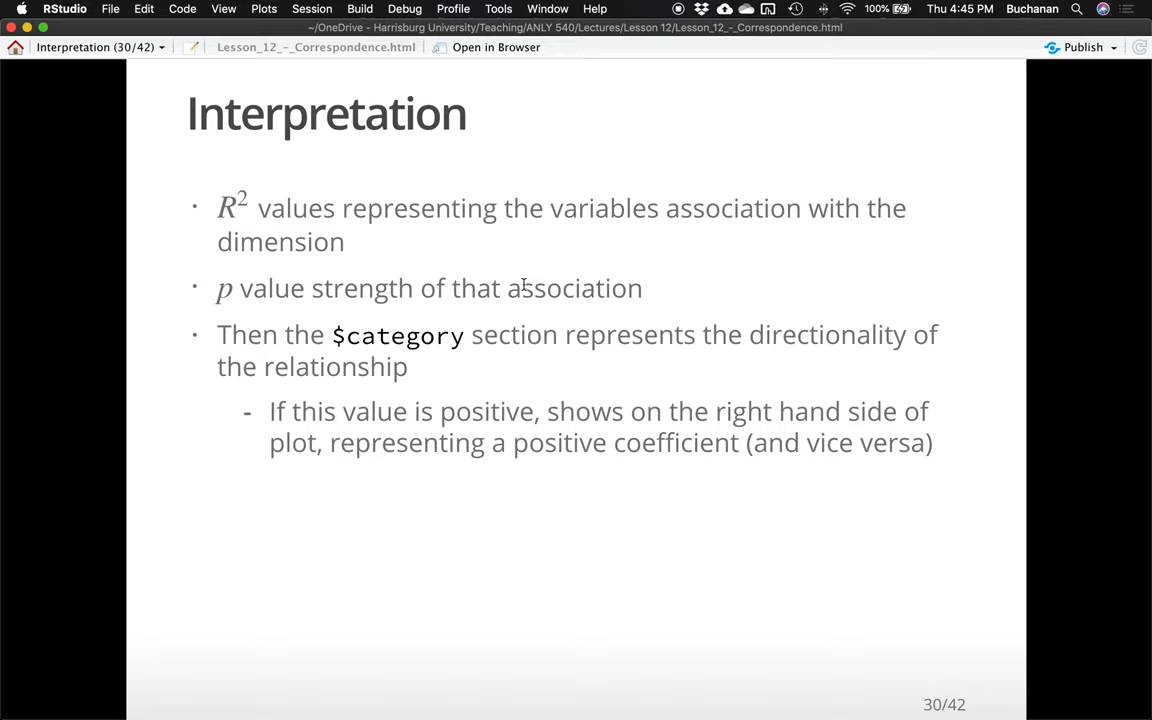 RStudio File Edit Code View Plots Session Build Debug Profile Tools Window Help 100% Thu 4:45 PM Buchanan
~/OneDrive - Harrisburg University/Teaching/ANLY 540/Lectures/Lesson 12/Lesson_12_-_Correspondence.html
Interpretation (30/42) Lesson_12_-_Correspondence.html Open in Browser Publish
Interpretation
· R² values representing the variables association with the
dimension
· p value strength of that association
· Then the $category section represents the directionality of
the relationship
- If this value is positive, shows on the right hand side of
plot, representing a positive coefficient (and vice versa)
30/42